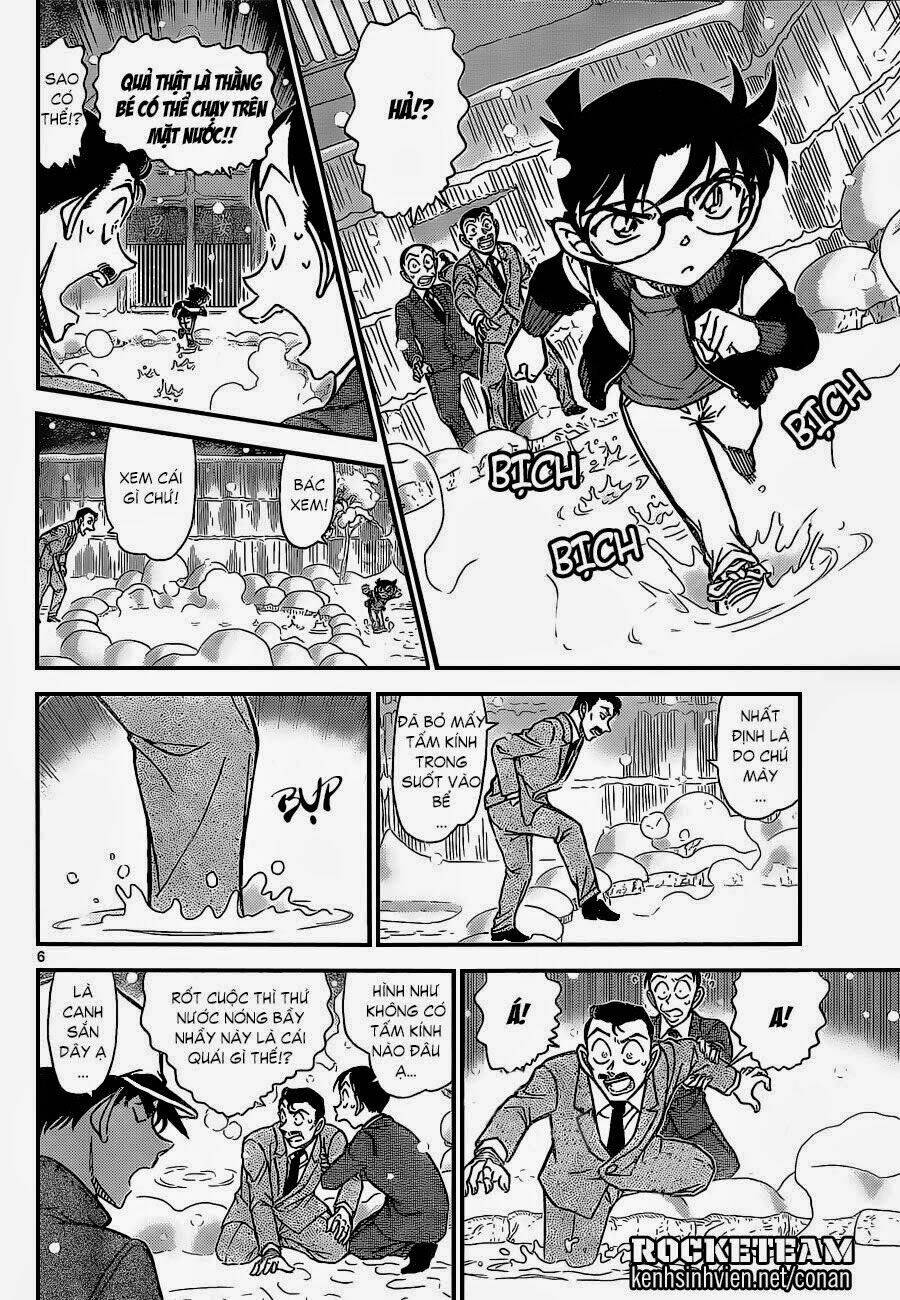 HẢ!?
BỊCH
BỊCH
BỊCH
QUẢ THẬT LÀ THẰNG
BÉ CÓ THỂ CHẠY TRÊN
MẶT NƯỚC!!
SAO
CÓ
THỂ!?
BÁC
XEM!
XEM CÁI
GÌ CHỨ!
NHẤT
ĐỊNH LÀ
DO CHÚ
MÀY
...
ĐÃ BỎ MẤY
TẤM KÍNH
TRONG
SUỐT VÀO
BỂ
...
BỤP
6
A!
Á!
HÌNH NHƯ
KHÔNG CÓ
TẤM KÍNH
NÀO ĐÂU
Ạ...
RỐT CUỘC THÌ THỨ
NƯỚC NÓNG BẦY
NHẦY NÀY LÀ CÁI
QUÁI GÌ THẾ!?
LÀ
CANH
SẮN
DÂY Ạ
...
ROCKETEAM
kenhsinhvien.net/conan